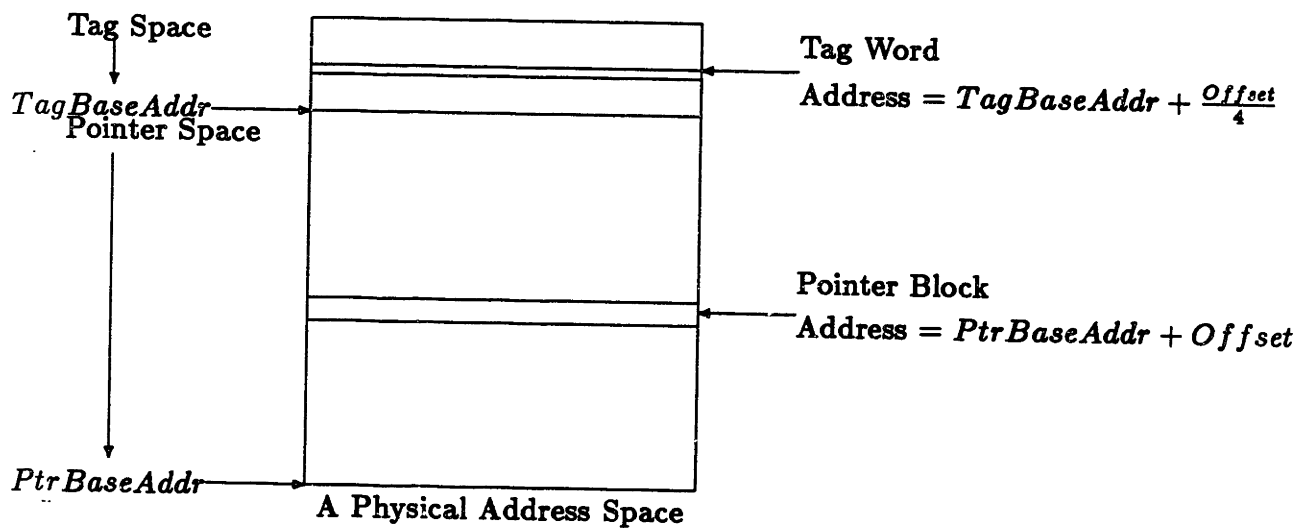 Tag Space
TagBaseAddr
Pointer Space
PtrBaseAddr
Tag Word
Address = TagBaseAddr + Offset/4
Pointer Block
Address = PtrBaseAddr + Offset
A Physical Address Space